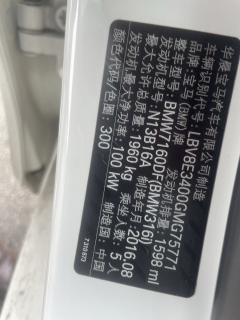 华晨宝马汽车有限公司制造
车辆识别代号：LBV8E3400GMG75771
品牌：宝马(BMW)牌
整车型号：BMW7160DF(BMW316i)
发动机型号：N13B16A 发动机排量：1598 ml
最大允许总质量：1960 kg 制造年月：2016.08
发动机最大净功率：100 kW 乘坐人数：5人
颜色代码/色号：300 制造国：中国
7310573